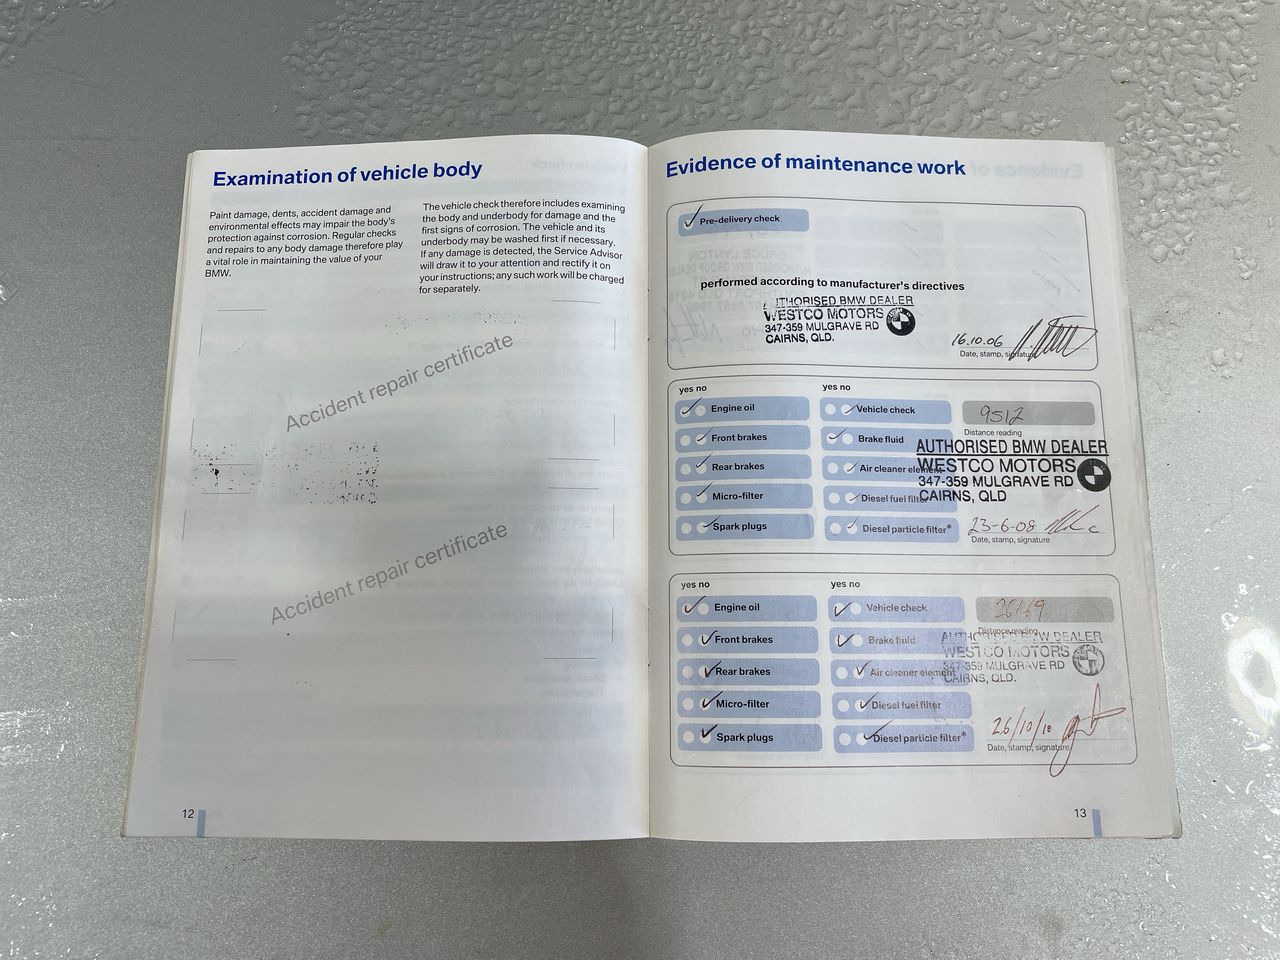 Examination of vehicle body
Paint damage, dents, accident damage and
environmental effects may impair the body's
protection against corrosion. Regular checks
and repairs to any body damage therefore play
a vital role in maintaining the value of your
BMW.
The vehicle check therefore includes examining
the body and underbody for damage and the
first signs of corrosion. The vehicle and its
underbody may be washed first if necessary.
If any damage is detected, the Service Advisor
will draw it to your attention and rectify it on
your instructions; any such work will be charged
for separately.
Accident repair certificate
Accident repair certificate
12
Evidence of maintenance work
Pre-delivery check
performed according to manufacturer's directives
AUTHORISED BMW DEALER
WESTCO MOTORS
347-359 MULGRAVE RD
CAIRNS, QLD.
16.10.06
Date, stamp, signature
yes no
yes no
Engine oil
Vehicle check
9512
Distance reading
Front brakes
Brake fluid
AUTHORISED BMW DEALER
Rear brakes
Air cleaner element
WESTCO MOTORS
347-359 MULGRAVE RD
Micro-filter
Diesel fuel filter
CAIRNS, QLD
Spark plugs
Diesel particle filter*
23-6-08
Date, stamp, signature
yes no
yes no
Engine oil
Vehicle check
Distance reading
Front brakes
Brake fluid
AUTHORISED BMW DEALER
WESTCO MOTORS
Rear brakes
Air cleaner element
347-359 MULGRAVE RD
CAIRNS, QLD.
Micro-filter
Diesel fuel filter
Spark plugs
Diesel particle filter*
26/10/10
Date, stamp, signature
13